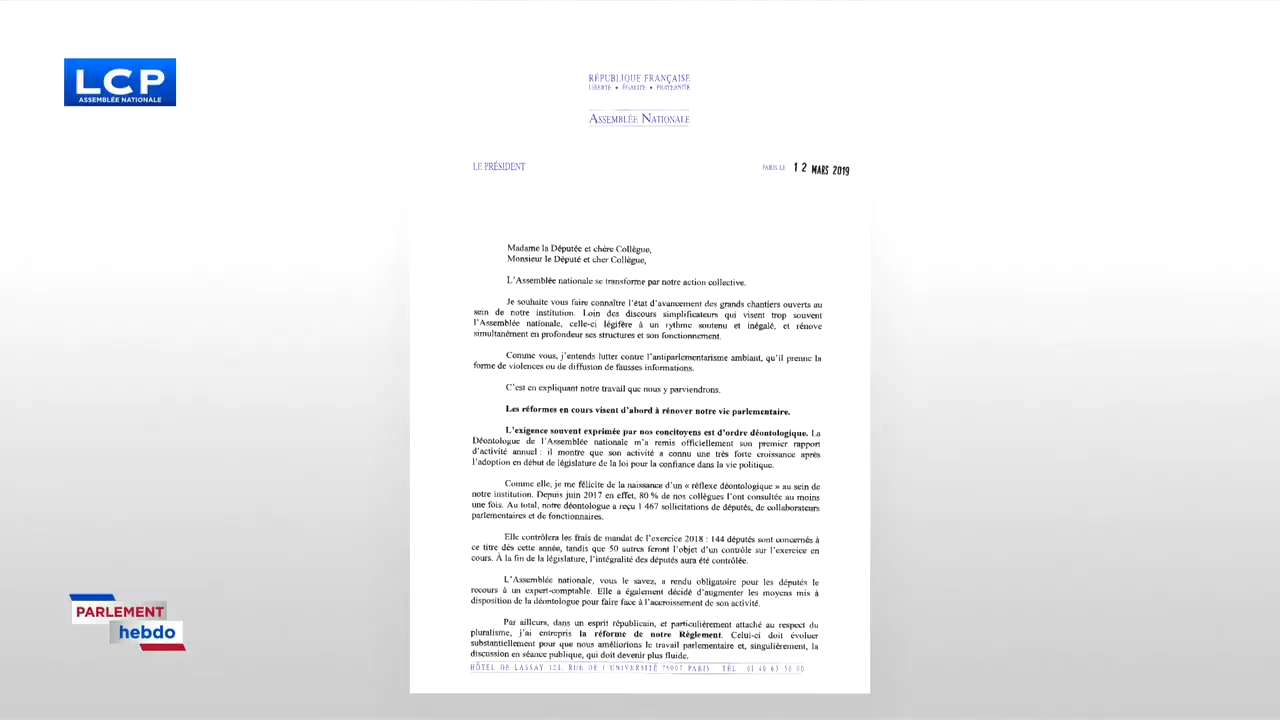 LCP
ASSEMBLÉE NATIONALE
RÉPUBLIQUE FRANÇAISE
LIBERTÉ • ÉGALITÉ • FRATERNITÉ
ASSEMBLÉE NATIONALE
LE PRÉSIDENT
PARIS LE 12 MARS 2019
Madame la Députée et chère Collègue,
Monsieur le Député et cher Collègue,
L'Assemblée nationale se transforme par notre action collective.
Je souhaite vous faire connaître l'état d'avancement des grands chantiers ouverts au
sein de notre institution. Loin des discours simplificateurs qui visent trop souvent
l'Assemblée nationale, celle-ci légifère à un rythme soutenu et inégalé, et rénove
simultanément en profondeur ses structures et son fonctionnement.
Comme vous, j'entends lutter contre l'antiparlementarisme ambiant, qu'il prenne la
forme de violences ou de diffusion de fausses informations.
C'est en expliquant notre travail que nous y parviendrons.
Les réformes en cours visent d'abord à rénover notre vie parlementaire.
L'exigence souvent exprimée par nos concitoyens est d'ordre déontologique. La
Déontologue de l'Assemblée nationale m'a remis officiellement son premier rapport
d'activité annuel : il montre que son activité a connu une très forte croissance après
l'adoption en début de législature de la loi pour la confiance dans la vie politique.
Comme elle, je me félicite de la naissance d'un « réflexe déontologique » au sein de
notre institution. Depuis juin 2017 en effet, 80 % de nos collègues l'ont consultée au moins
une fois. Au total, notre déontologue a reçu 1 467 sollicitations de députés, de collaborateurs
parlementaires et de fonctionnaires.
Elle contrôlera les frais de mandat de l'exercice 2018 : 144 députés sont concernés à
ce titre dès cette année, tandis que 50 autres feront l'objet d'un contrôle sur l'exercice en
cours. À la fin de la législature, l'intégralité des députés aura été contrôlée.
L'Assemblée nationale, vous le savez, a rendu obligatoire pour les députés le
recours à un expert-comptable. Elle a également décidé d'augmenter les moyens mis à
disposition de la déontologue pour faire face à l'accroissement de son activité.
Par ailleurs, dans un esprit républicain, et particulièrement attaché au respect du
pluralisme, j'ai entrepris la réforme de notre Règlement. Celui-ci doit évoluer
substantiellement pour que nous améliorions le travail parlementaire et, singulièrement, la
discussion en séance publique, qui doit devenir plus fluide.
HÔTEL DE LASSAY 128, RUE DE L'UNIVERSITÉ 75007 PARIS TÉL 01 40 63 50 00
PARLEMENT
hebdo